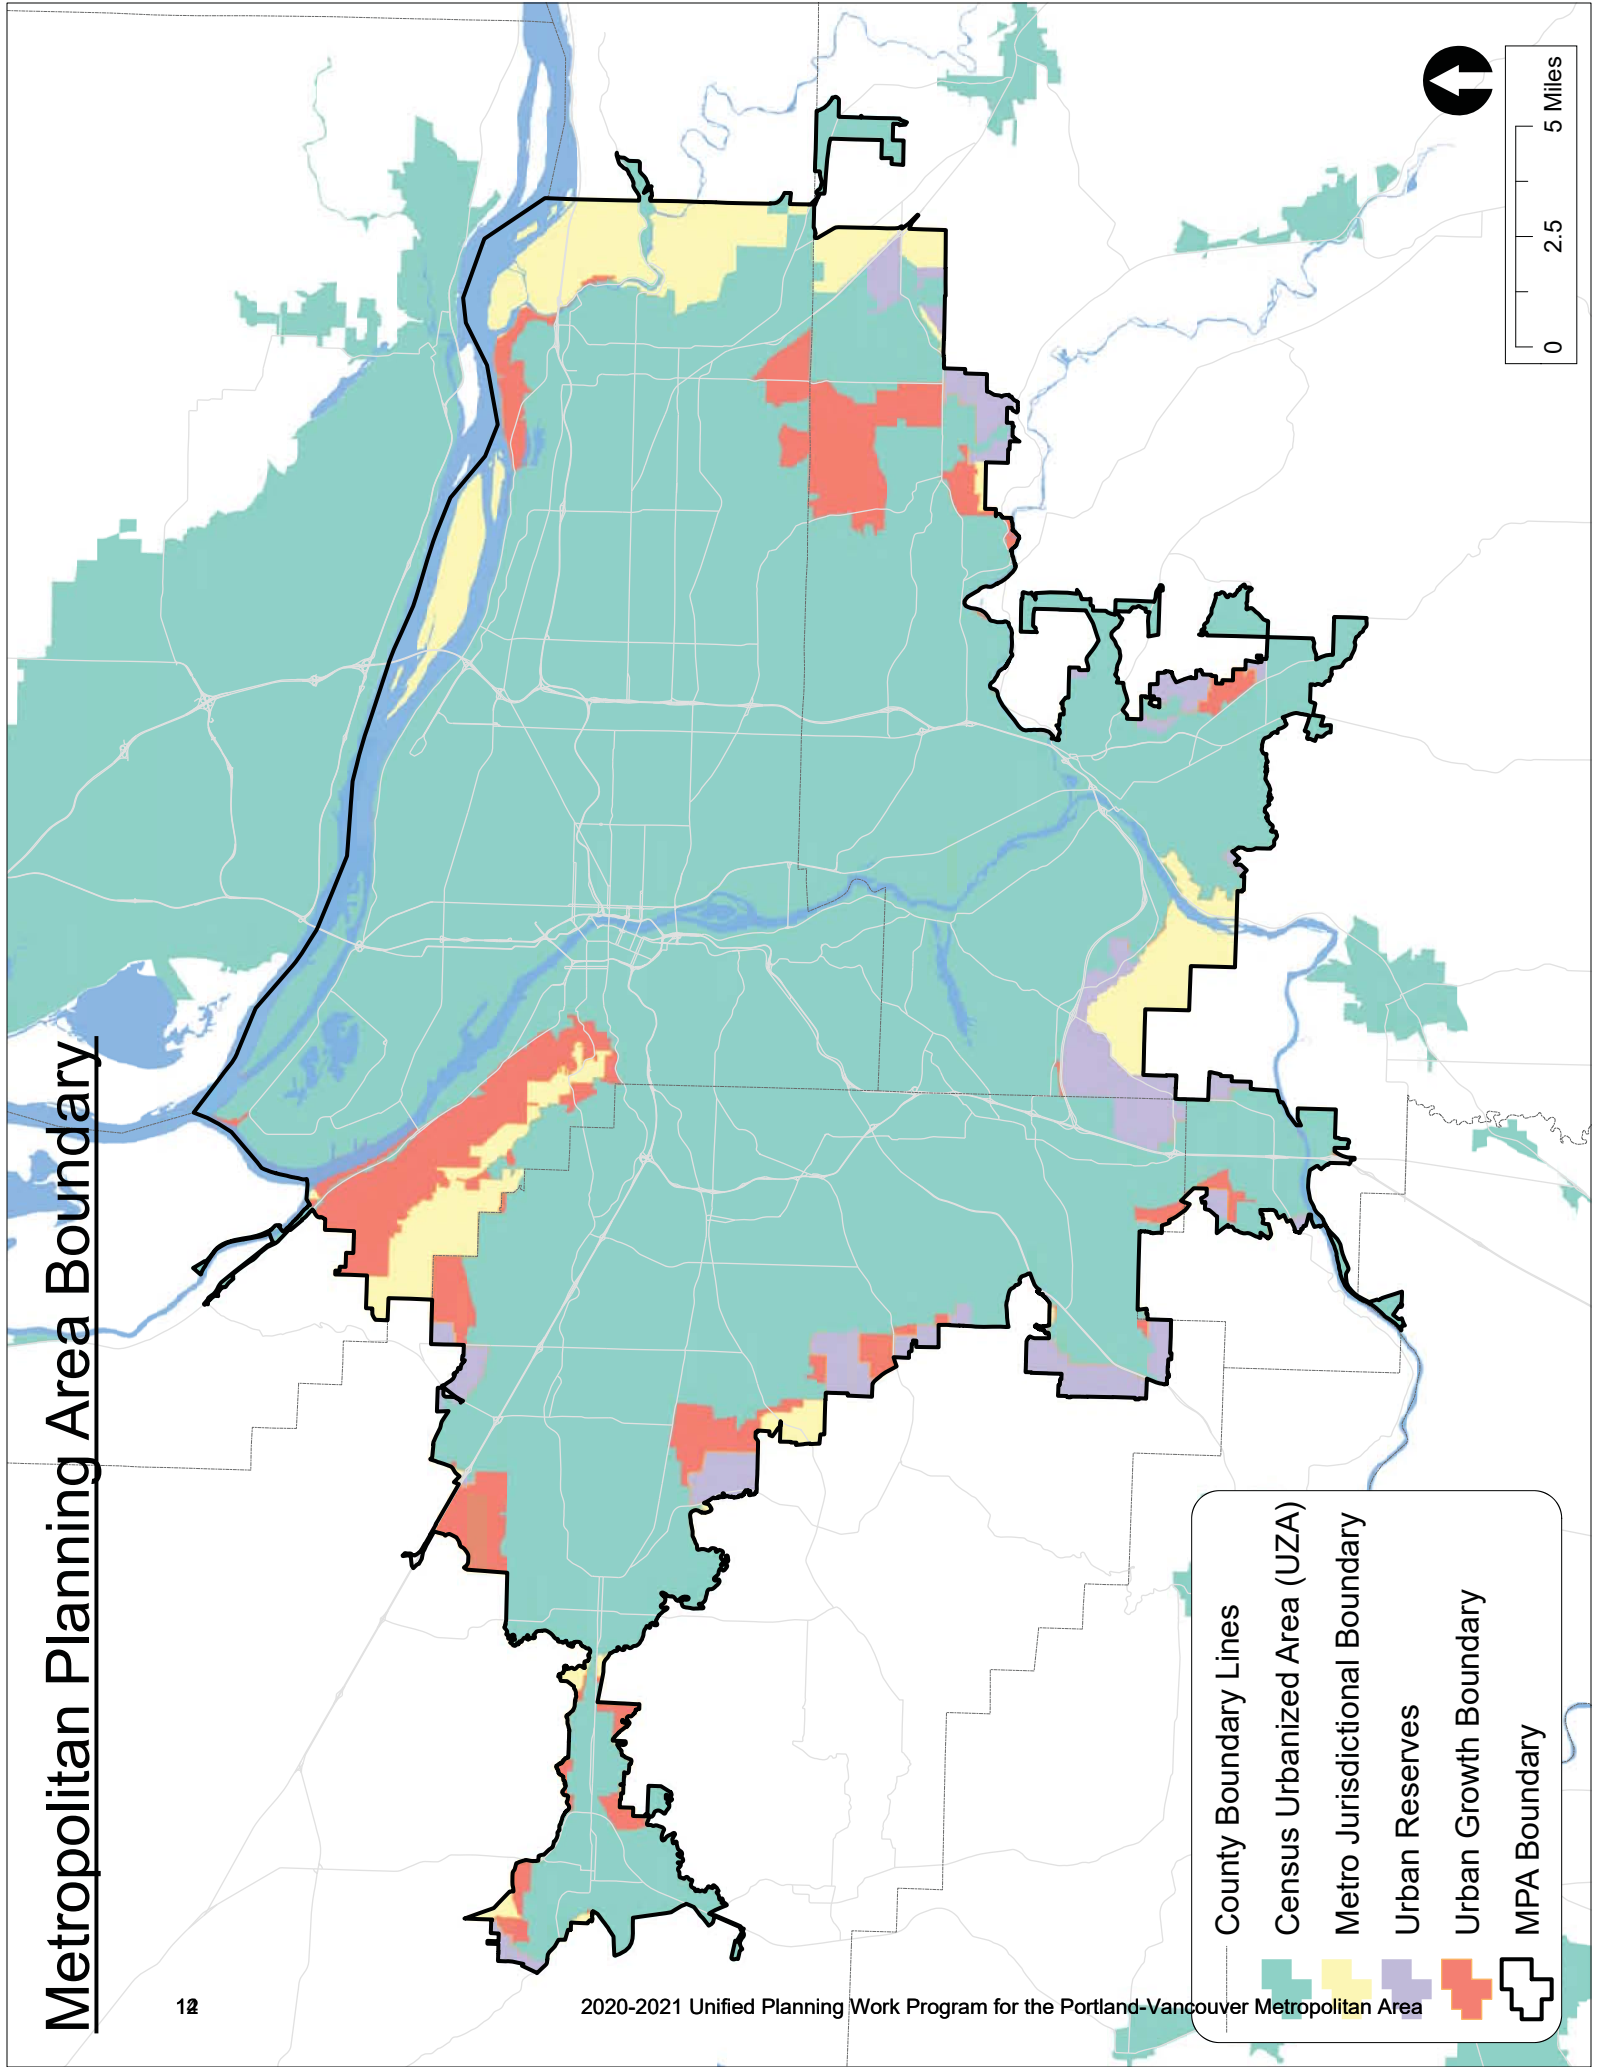 Metropolitan Planning Area Boundary
0 2.5 5 Miles
County Boundary Lines
Census Urbanized Area (UZA)
Metro Jurisdictional Boundary
Urban Reserves
Urban Growth Boundary
MPA Boundary
2020-2021 Unified Planning Work Program for the Portland-Vancouver Metropolitan Area